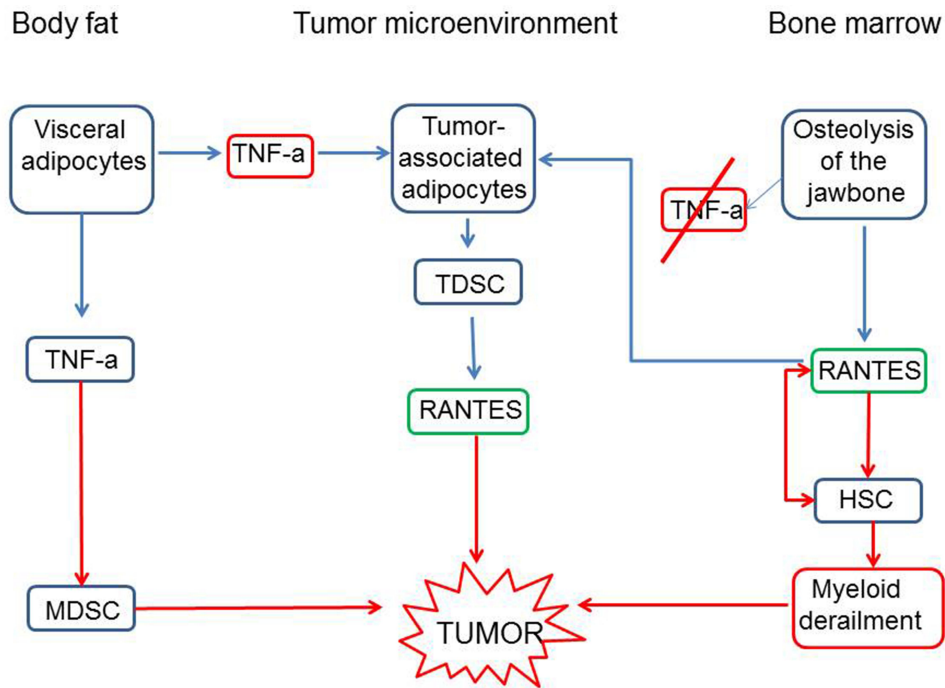 Body fat
Tumor microenvironment
Bone marrow
Visceral
adipocytes
TNF-a
Tumor-
associated
adipocytes
TNF-a
Osteolysis
of the
jawbone
TDSC
TNF-a
RANTES
RANTES
HSC
MDSC
TUMOR
Myeloid
derailment